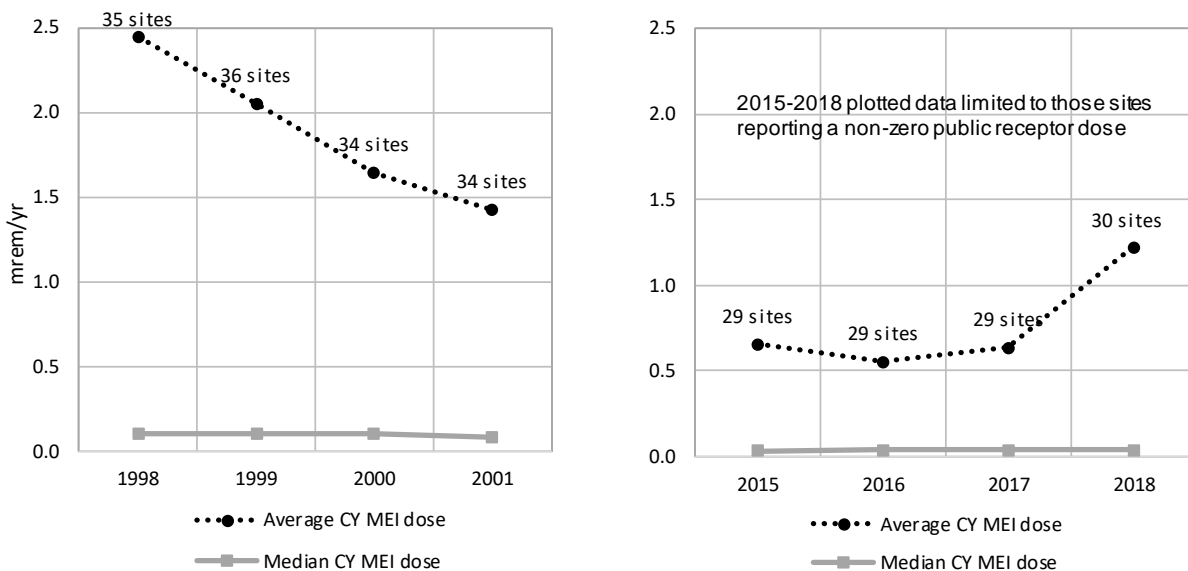 2.5
2.0
1.5
1.0
0.5
0.0
mrem/yr
35 sites
36 sites
34 sites
34 sites
1998 1999 2000 2001
Average CY MEI dose
Median CY MEI dose
2.5
2.0
1.5
1.0
0.5
0.0
2015-2018 plotted data limited to those sites
reporting a non-zero public receptor dose
29 sites
29 sites
29 sites
30 sites
2015 2016 2017 2018
Average CY MEI dose
Median CY MEI dose